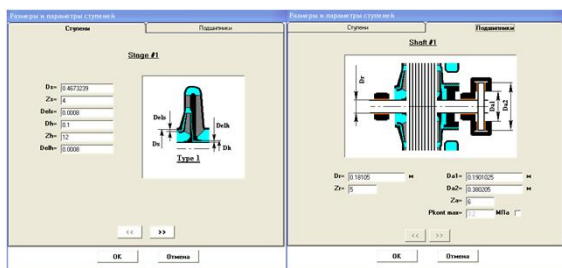 Размеры и параметры ступеней
Ступени Подшипники
Stage #1
Ds= 0.4673239
Zs= 4
Dels= 0.0008
Dh= 0.1
Zh= 12
Delh= 0.0008
Dels
Delh
Ds
Dh
Type 1
<< >>
OK Отмена
Размеры и параметры ступеней
Ступени Подшипники
Shaft #1
Dr
Da1
Da2
Dr= 0.18105 м
Zr= 5
Da1= 0.1901025 м
Da2= 0.380205 м
Za= 6
Pkont max= МПа
<< >>
OK Отмена